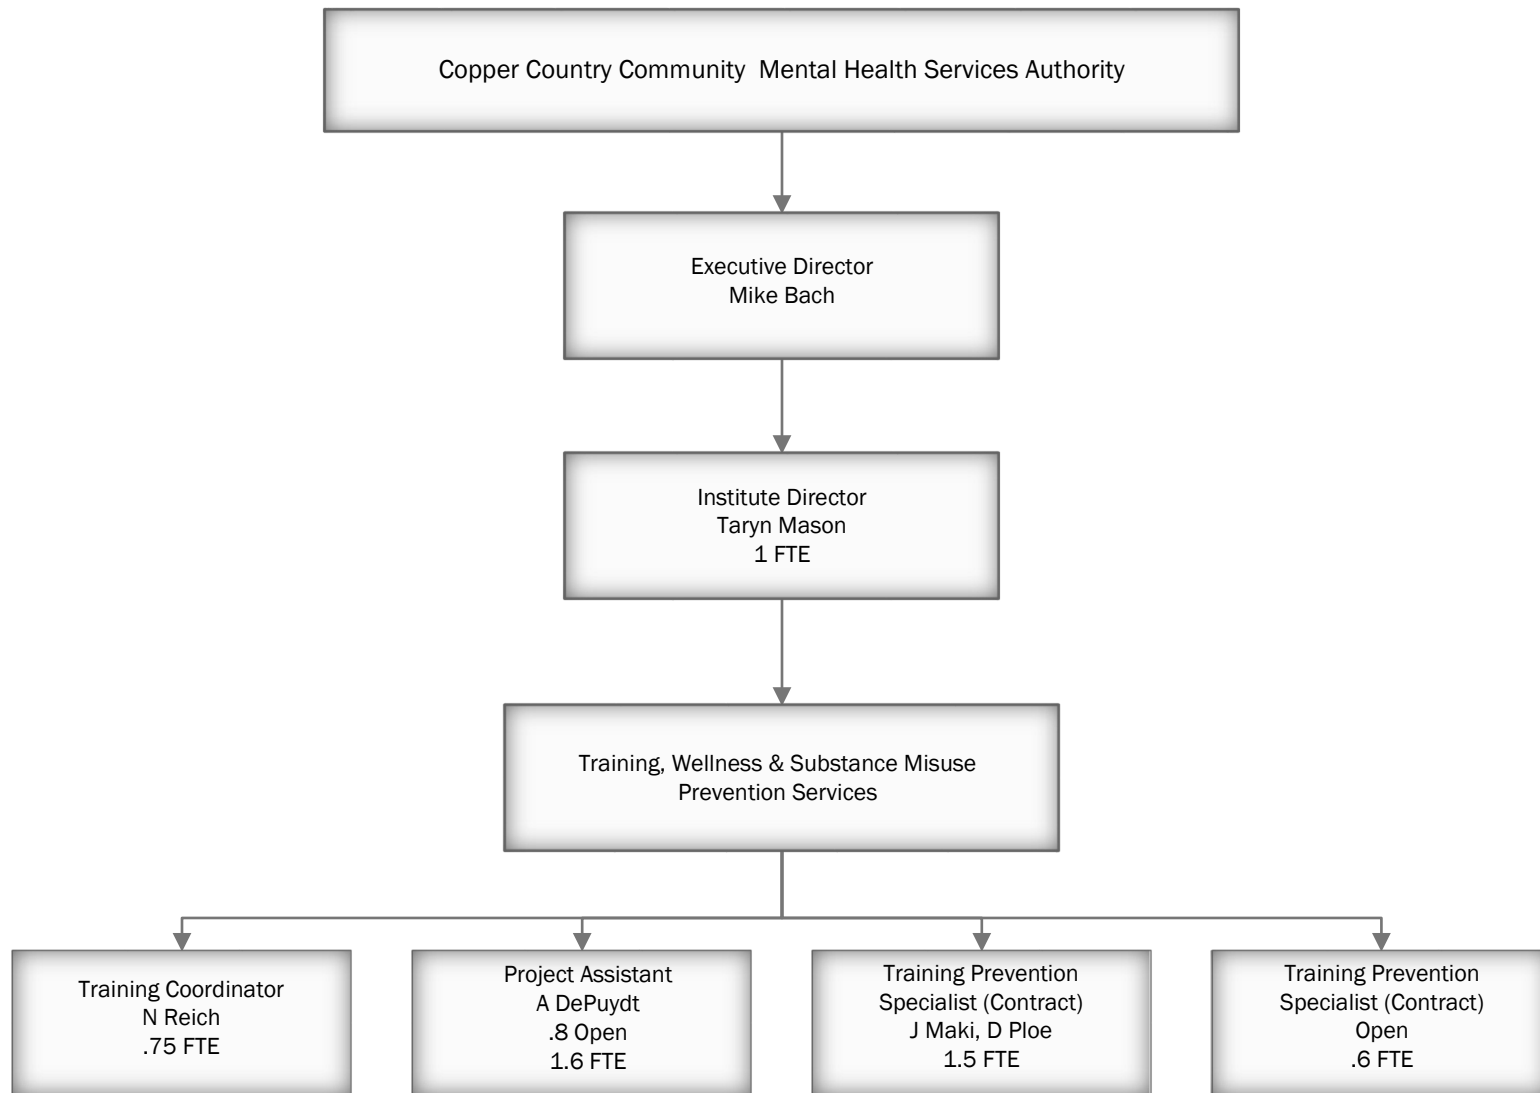 Copper Country Community  Mental Health Services Authority
Executive Director
Mike Bach
Institute Director
Taryn Mason
1 FTE
Training, Wellness & Substance Misuse
Prevention Services
Training Coordinator
N Reich
.75 FTE
Project Assistant
A DePuydt
.8 Open
1.6 FTE
Training Prevention
Specialist (Contract)
J Maki, D Ploe
1.5 FTE
Training Prevention
Specialist (Contract)
Open
.6 FTE